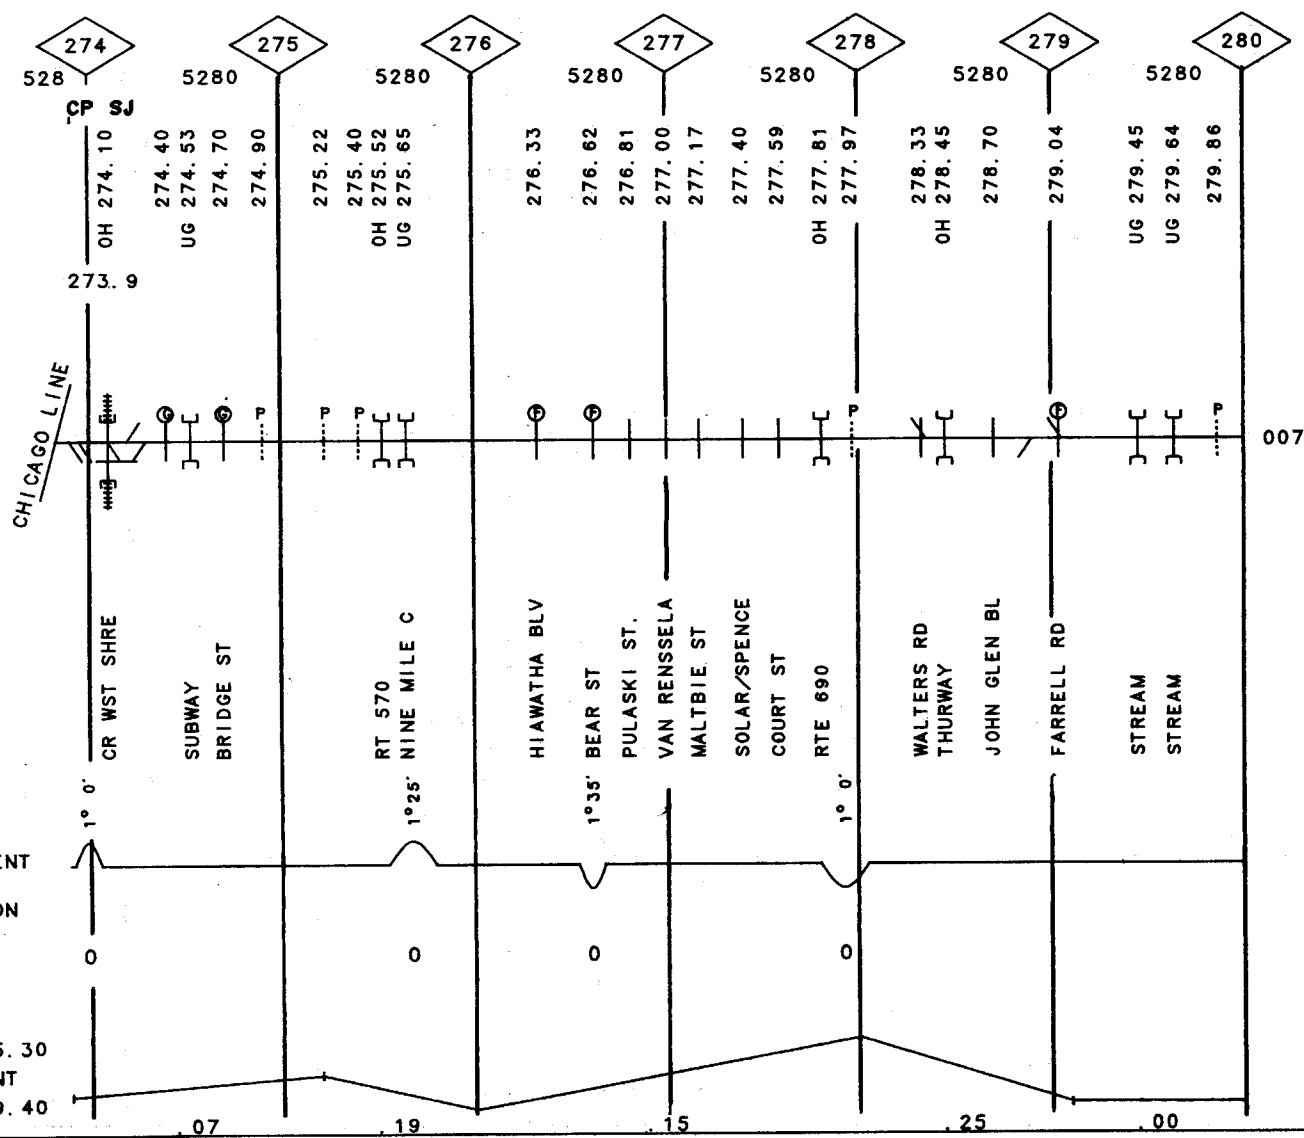 274 275 276 277 278 279 280
528 5280 5280 5280 5280 5280 5280
CP SJ
OH 274.10
274.40
UG 274.53
274.70
274.90
275.22
275.40
OH 275.52
UG 275.65
276.33
276.62
276.81
277.00
277.17
277.40
277.59
OH 277.81
277.97
278.33
OH 278.45
278.70
279.04
UG 279.45
UG 279.64
279.86
273.9
CHICAGO LINE
G G P P P F F P F P
007
CR WST SHRE
SUBWAY
BRIDGE ST
RT 570
NINE MILE C
HIAWATHA BLV
BEAR ST
PULASKI ST.
VAN RENSSELA
MALTBIE ST
SOLAR/SPENCE
COURT ST
RTE 690
WALTERS RD
THURWAY
JOHN GLEN BL
FARRELL RD
STREAM
STREAM
1° 0' 1°25' 1°35' 1° 0'
ENT
ON
0 0 0 0
5.30
NT
9.40
.07 .19 .15 .25 .00